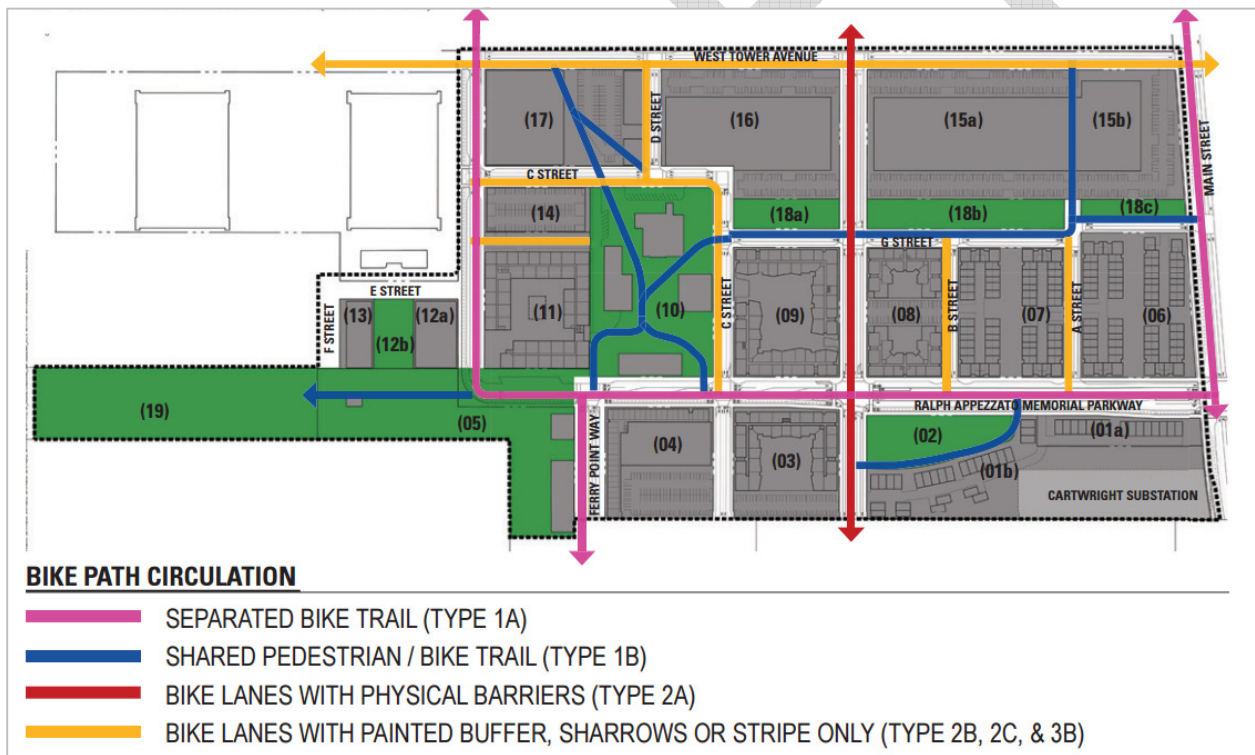 WEST TOWER AVENUE
(17)
D STREET
(16)
(15a)
(15b)
MAIN STREET
C STREET
(14)
(18a)
(18b)
(18c)
G STREET
E STREET
F STREET
(13)
(12a)
(12b)
(11)
(10)
C STREET
(09)
(08)
B STREET
(07)
A STREET
(06)
(19)
(05)
RALPH APPEZZATO MEMORIAL PARKWAY
FERRY POINT WAY
(04)
(03)
(02)
(01a)
(01b)
CARTWRIGHT SUBSTATION
BIKE PATH CIRCULATION
SEPARATED BIKE TRAIL (TYPE 1A)
SHARED PEDESTRIAN / BIKE TRAIL (TYPE 1B)
BIKE LANES WITH PHYSICAL BARRIERS (TYPE 2A)
BIKE LANES WITH PAINTED BUFFER, SHARROWS OR STRIPE ONLY (TYPE 2B, 2C, & 3B)